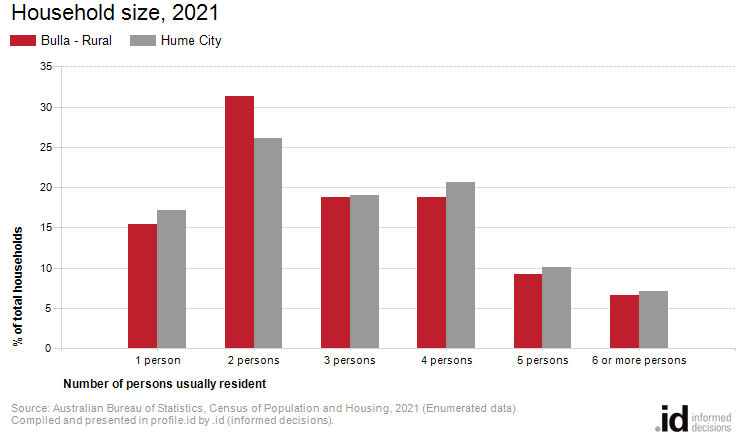 Household size, 2021
Bulla - Rural
Hume City
% of total households
35
30
25
20
15
10
5
0
1 person
2 persons
3 persons
4 persons
5 persons
6 or more persons
Number of persons usually resident
Source: Australian Bureau of Statistics, Census of Population and Housing, 2021 (Enumerated data)
Compiled and presented in profile.id by .id (informed decisions).
.id informed
decisions